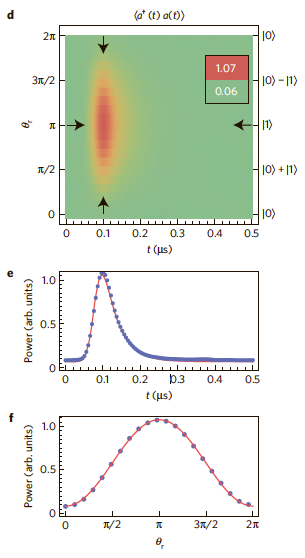 d
⟨a† (t) a(t)⟩
2π
3π/2
π
π/2
0
θr
|0⟩
|0⟩ − |1⟩
|1⟩
|0⟩ + |1⟩
|0⟩
1.07
0.06
0 0.1 0.2 0.3 0.4 0.5
t (μs)
e
Power (arb. units)
1.0
0.5
0
0 0.1 0.2 0.3 0.4 0.5
t (μs)
f
Power (arb. units)
1.0
0.5
0
0 π/2 π 3π/2 2π
θr